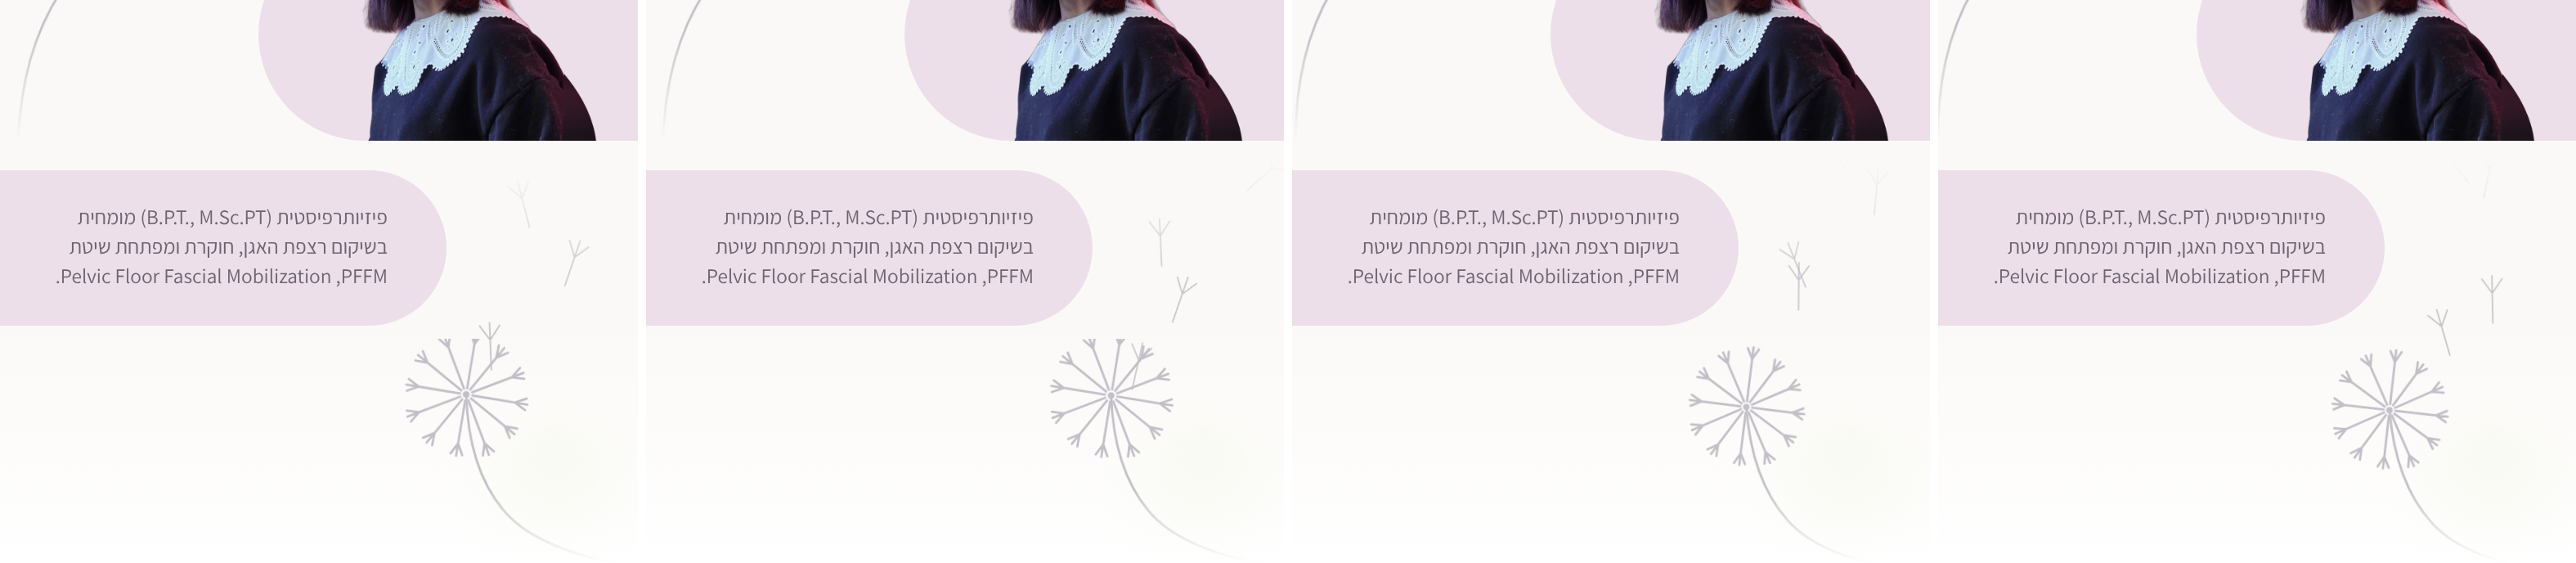 פיזיותרפיסטית (B.P.T., M.Sc.PT) מומחית
בשיקום רצפת האגן, חוקרת ומפתחת שיטת
Pelvic Floor Fascial Mobilization ,PFFM.
פיזיותרפיסטית (B.P.T., M.Sc.PT) מומחית
בשיקום רצפת האגן, חוקרת ומפתחת שיטת
Pelvic Floor Fascial Mobilization ,PFFM.
פיזיותרפיסטית (B.P.T., M.Sc.PT) מומחית
בשיקום רצפת האגן, חוקרת ומפתחת שיטת
Pelvic Floor Fascial Mobilization ,PFFM.
פיזיותרפיסטית (B.P.T., M.Sc.PT) מומחית
בשיקום רצפת האגן, חוקרת ומפתחת שיטת
Pelvic Floor Fascial Mobilization ,PFFM.